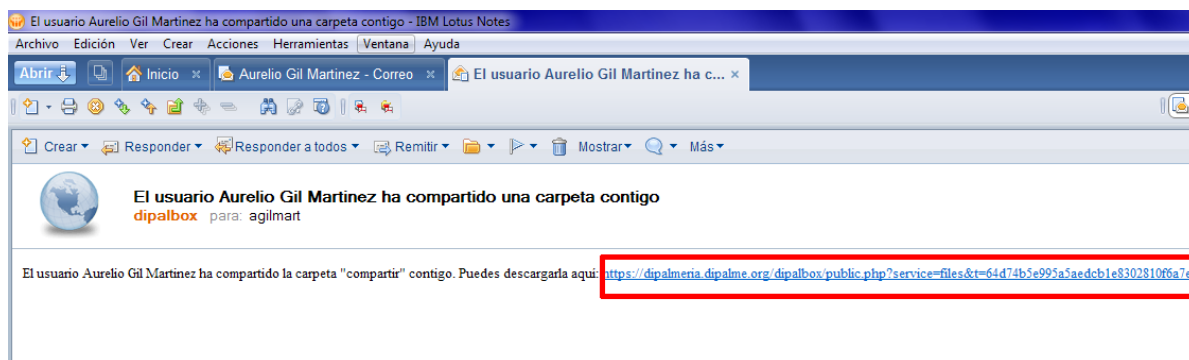 El usuario Aurelio Gil Martinez ha compartido una carpeta contigo - IBM Lotus Notes
Archivo Edición Ver Crear Acciones Herramientas Ventana Ayuda
Abrir Inicio Aurelio Gil Martinez - Correo El usuario Aurelio Gil Martinez ha c...
Crear Responder Responder a todos Remitir Mostrar Más
El usuario Aurelio Gil Martinez ha compartido una carpeta contigo
dipalbox para: agilmart
El usuario Aurelio Gil Martinez ha compartido la carpeta "compartir" contigo. Puedes descargarla aqui: https://dipalmeria.dipalme.org/dipalbox/public.php?service=files&t=64d74b5e995a5aedcb1e8302810f6a7e